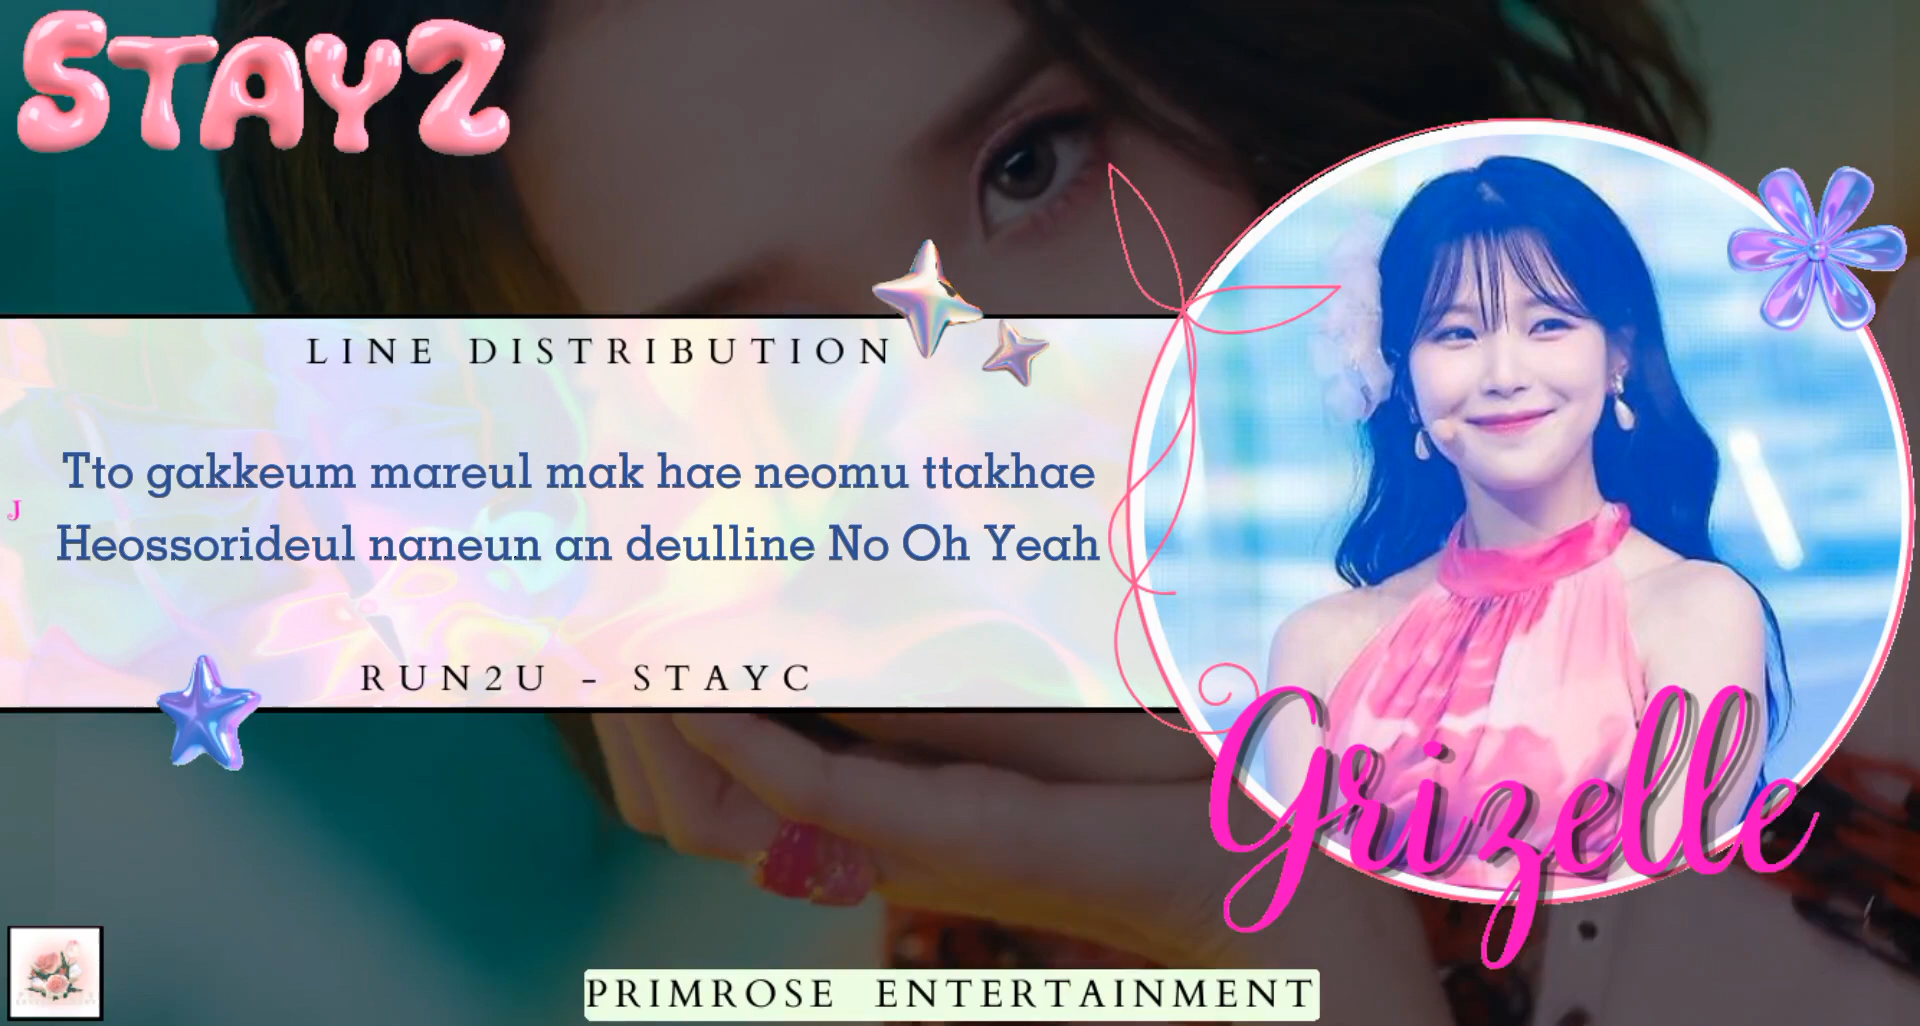 STAYZ
LINE DISTRIBUTION
Tto gakkeum mareul mak hae neomu ttakhae
J
Heossorideul naneun an deulline No Oh Yeah
RUN2U - STAYC
Grizelle
PRIMROSE ENTERTAINMENT